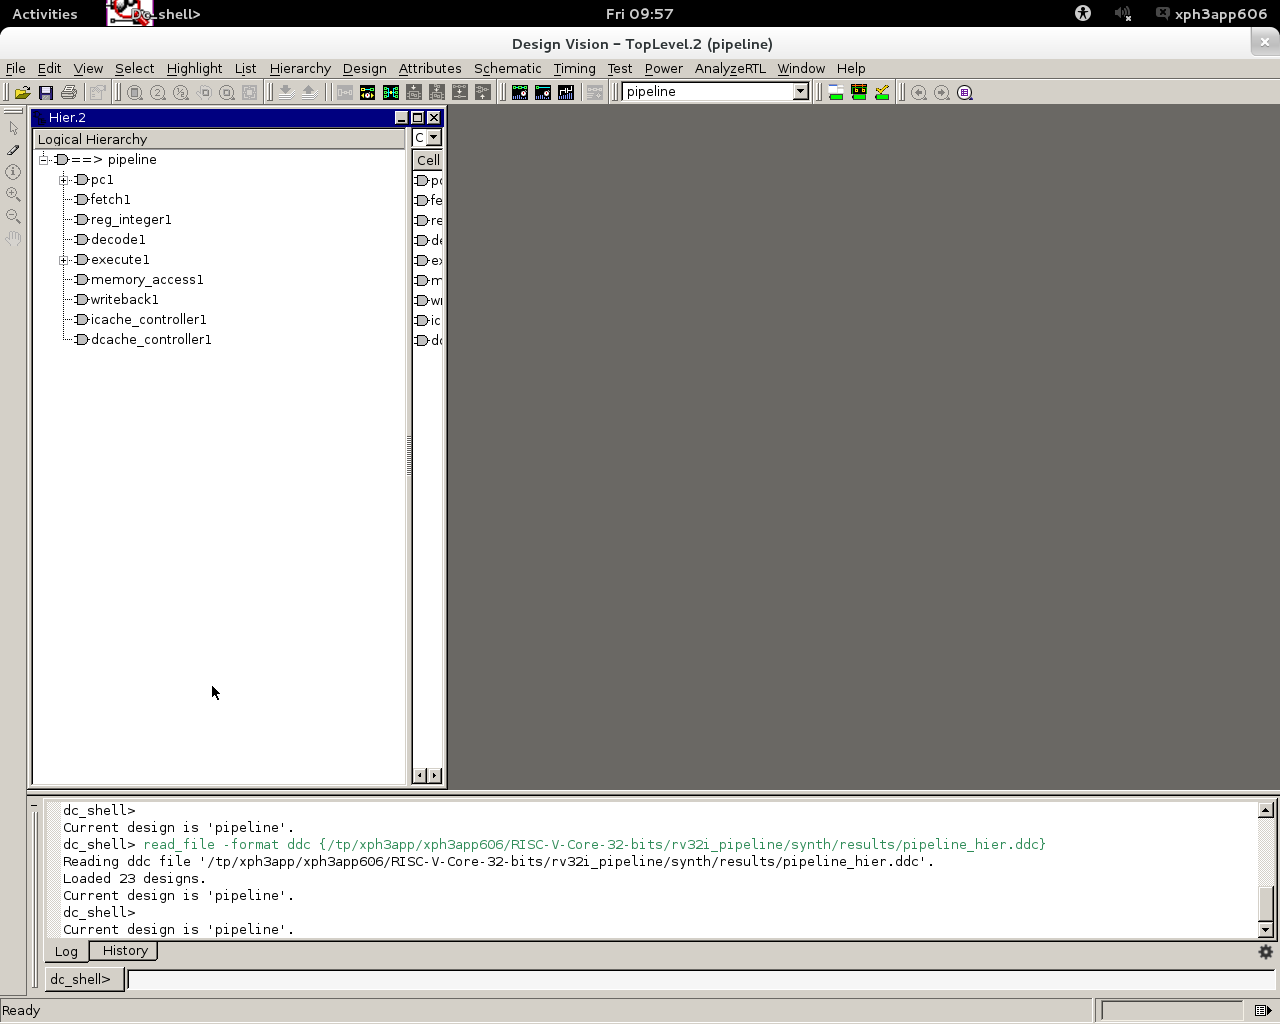 Activities
Dc_shell>
Fri 09:57
xph3app606
Design Vision - TopLevel.2 (pipeline)
File Edit View Select Highlight List Hierarchy Design Attributes Schematic Timing Test Power AnalyzeRTL Window Help
pipeline
Hier.2
Logical Hierarchy
==> pipeline
pc1
fetch1
reg_integer1
decode1
execute1
memory_access1
writeback1
icache_controller1
dcache_controller1
C
Cell
pc
fe
re
de
ex
m
wr
ic
dc
dc_shell>
Current design is 'pipeline'.
dc_shell> read_file -format ddc {/tp/xph3app/xph3app606/RISC-V-Core-32-bits/rv32i_pipeline/synth/results/pipeline_hier.ddc}
Reading ddc file '/tp/xph3app/xph3app606/RISC-V-Core-32-bits/rv32i_pipeline/synth/results/pipeline_hier.ddc'.
Loaded 23 designs.
Current design is 'pipeline'.
dc_shell>
Current design is 'pipeline'.
Log History
dc_shell>
Ready